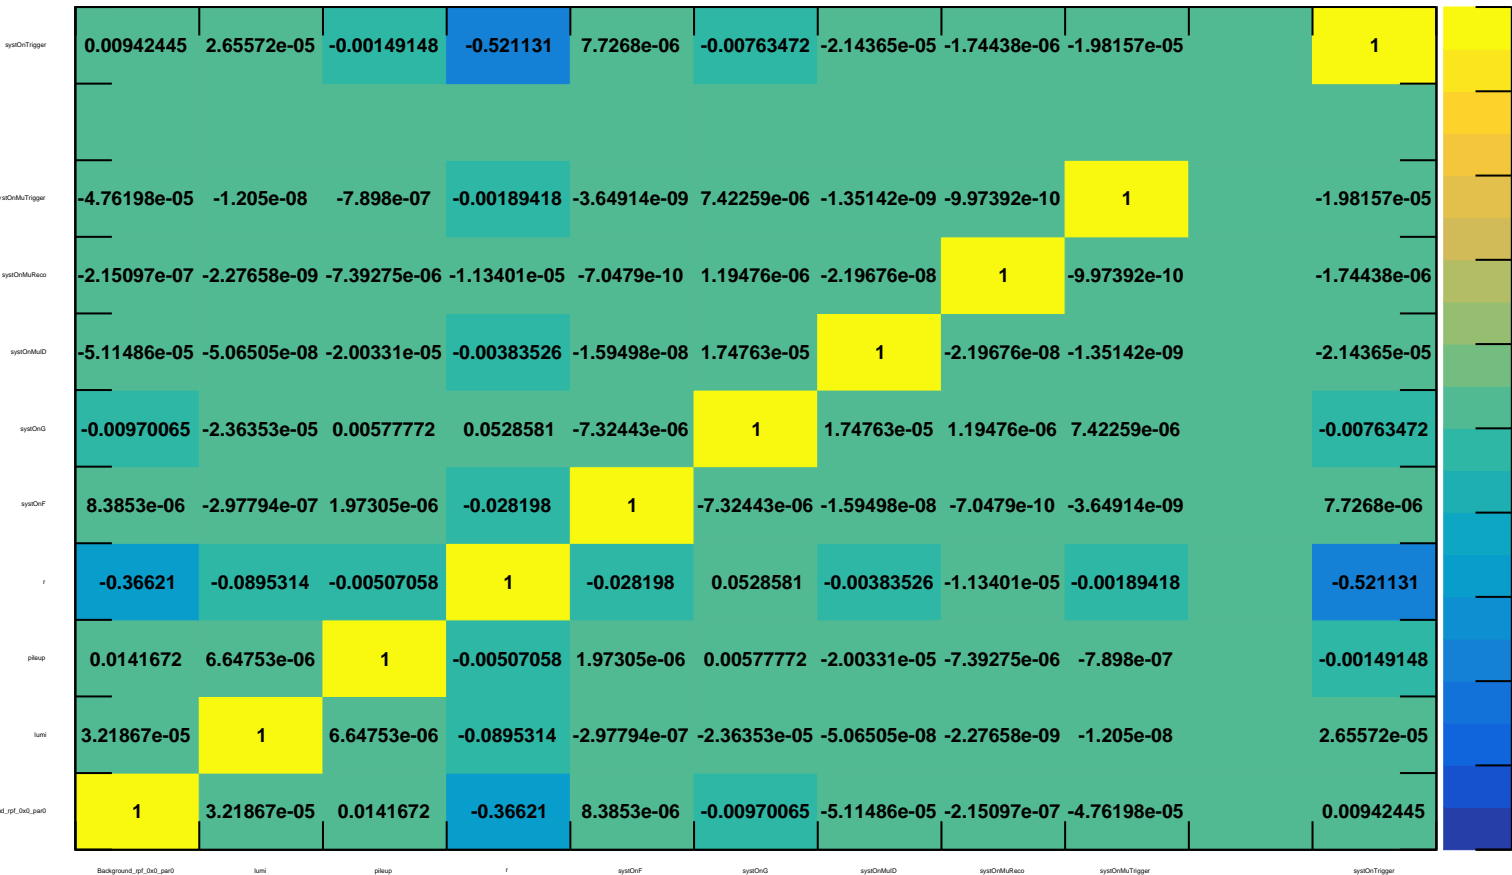 systOnTrigger 0.00942445 2.65572e-05 -0.00149148 -0.521131 7.7268e-06 -0.00763472 -2.14365e-05 -1.74438e-06 -1.98157e-05 1
stOnMuTrigger -4.76198e-05 -1.205e-08 -7.898e-07 -0.00189418 -3.64914e-09 7.42259e-06 -1.35142e-09 -9.97392e-10 1 -1.98157e-05
systOnMuReco -2.15097e-07 -2.27658e-09 -7.39275e-06 -1.13401e-05 -7.0479e-10 1.19476e-06 -2.19676e-08 1 -9.97392e-10 -1.74438e-06
systOnMuID -5.11486e-05 -5.06505e-08 -2.00331e-05 -0.00383526 -1.59498e-08 1.74763e-05 1 -2.19676e-08 -1.35142e-09 -2.14365e-05
systOnG -0.00970065 -2.36353e-05 0.00577772 0.0528581 -7.32443e-06 1 1.74763e-05 1.19476e-06 7.42259e-06 -0.00763472
systOnF 8.3853e-06 -2.97794e-07 1.97305e-06 -0.028198 1 -7.32443e-06 -1.59498e-08 -7.0479e-10 -3.64914e-09 7.7268e-06
r -0.36621 -0.0895314 -0.00507058 1 -0.028198 0.0528581 -0.00383526 -1.13401e-05 -0.00189418 -0.521131
pileup 0.0141672 6.64753e-06 1 -0.00507058 1.97305e-06 0.00577772 -2.00331e-05 -7.39275e-06 -7.898e-07 -0.00149148
lumi 3.21867e-05 1 6.64753e-06 -0.0895314 -2.97794e-07 -2.36353e-05 -5.06505e-08 -2.27658e-09 -1.205e-08 2.65572e-05
d_rpf_0x0_par0 1 3.21867e-05 0.0141672 -0.36621 8.3853e-06 -0.00970065 -5.11486e-05 -2.15097e-07 -4.76198e-05 0.00942445
Background_rpf_0x0_par0 lumi pileup r systOnF systOnG systOnMuID systOnMuReco systOnMuTrigger systOnTrigger